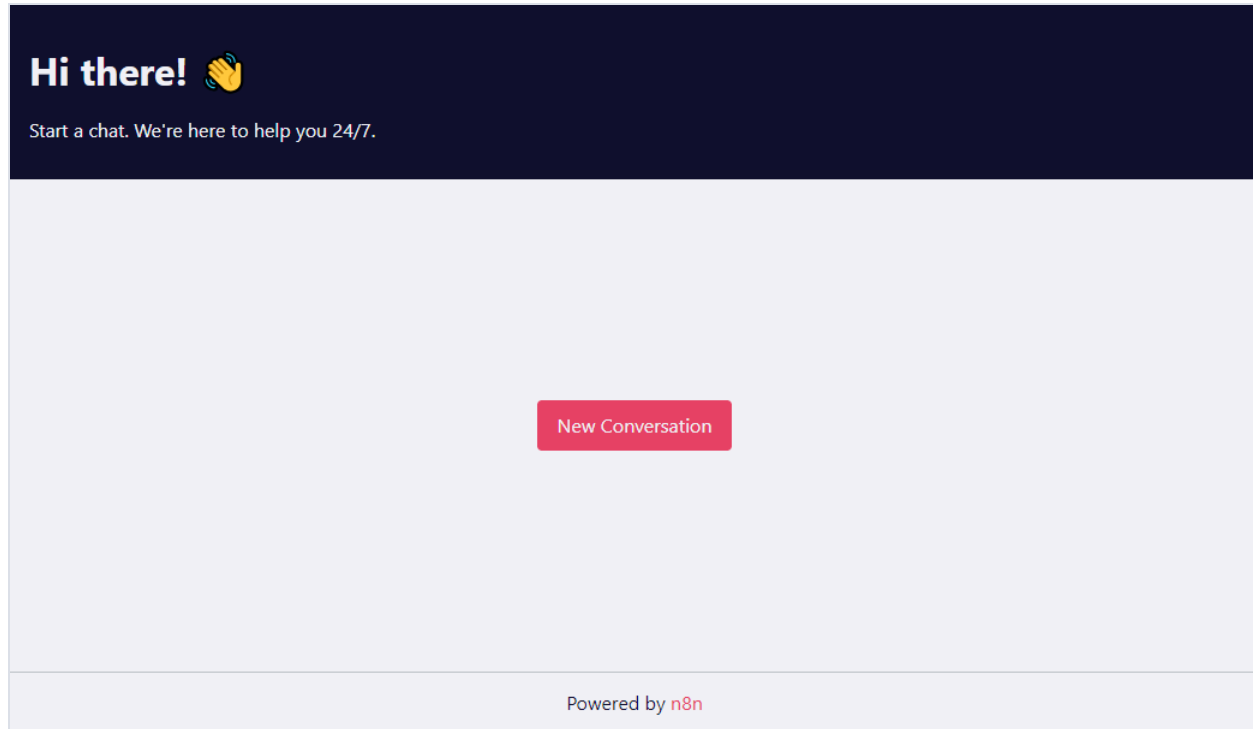 Hi there! 👋
Start a chat. We're here to help you 24/7.
New Conversation
Powered by n8n